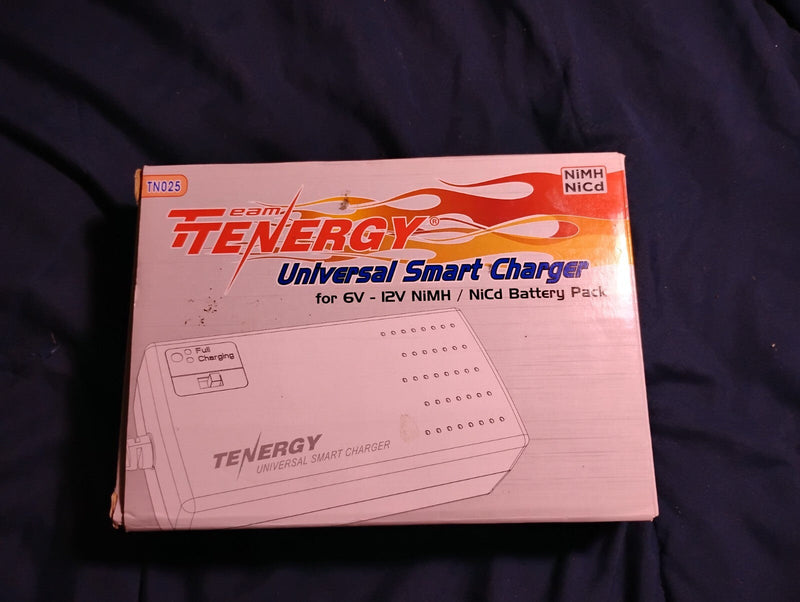 TN025
NiMH
NiCd
Team
TENERGY®
Universal Smart Charger
for 6V - 12V NiMH / NiCd Battery Pack
Full
Charging
TENERGY
UNIVERSAL SMART CHARGER